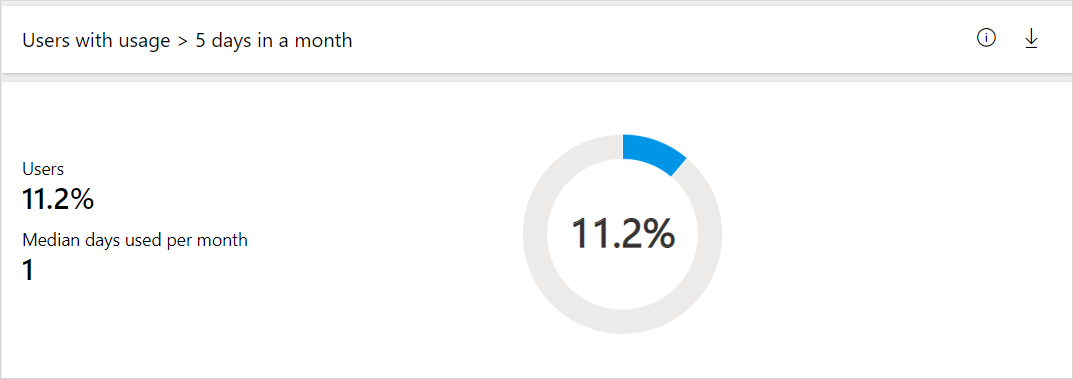 Users with usage > 5 days in a month
Users
11.2%
Median days used per month
1
11.2%